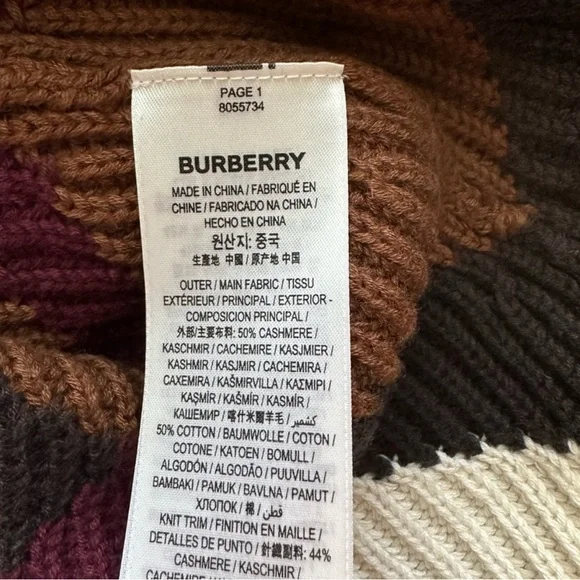 PAGE 1
8055734
BURBERRY
MADE IN CHINA / FABRIQUÉ EN
CHINE / FABRICADO NA CHINA /
HECHO EN CHINA
원산지: 중국
生產地 中國 / 原产地 中国
OUTER / MAIN FABRIC / TISSU
EXTÉRIEUR / PRINCIPAL / EXTERIOR -
COMPOSICION PRINCIPAL /
外部/主要布料: 50% CASHMERE /
KASCHMIR / CACHEMIRE / KASJMIER /
KASHMIR / KASJMIR / CACHEMIRA /
CAXEMIRA / KAŠMIRVILLA / ΚΑΣΜΙΡΙ /
KAŞMİR / KAŠMÍR / KAŠMÍR /
КАШЕМИР / 喀什米爾羊毛 / كشمير /
50% COTTON / BAUMWOLLE / COTON /
COTONE / KATOEN / BOMULL /
ALGODÓN / ALGODÃO / PUUVILLA /
ΒΑΜΒΑΚΙ / PAMUK / BAVLNA / PAMUT /
ХЛОПОК / 棉 / قطن /
KNIT TRIM / FINITION EN MAILLE /
DETALLES DE PUNTO / 針織副料: 44%
CASHMERE / KASCHMIR /